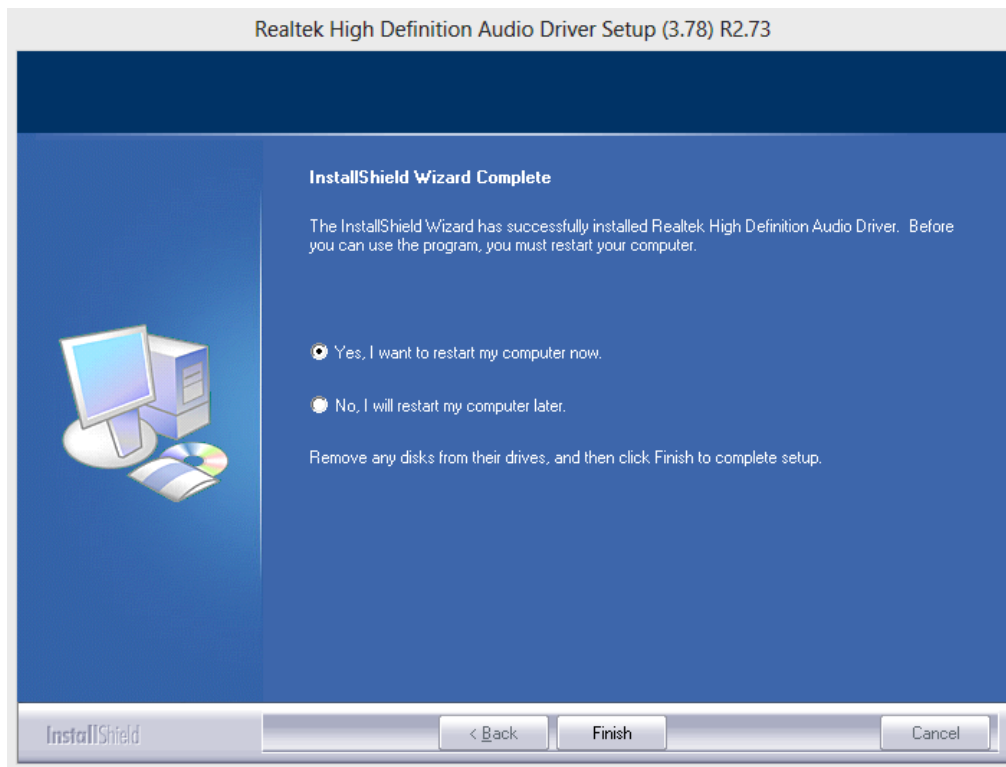 Realtek High Definition Audio Driver Setup (3.78) R2.73
InstallShield Wizard Complete
The InstallShield Wizard has successfully installed Realtek High Definition Audio Driver. Before
you can use the program, you must restart your computer.
Yes, I want to restart my computer now.
No, I will restart my computer later.
Remove any disks from their drives, and then click Finish to complete setup.
InstallShield
< Back
Finish
Cancel